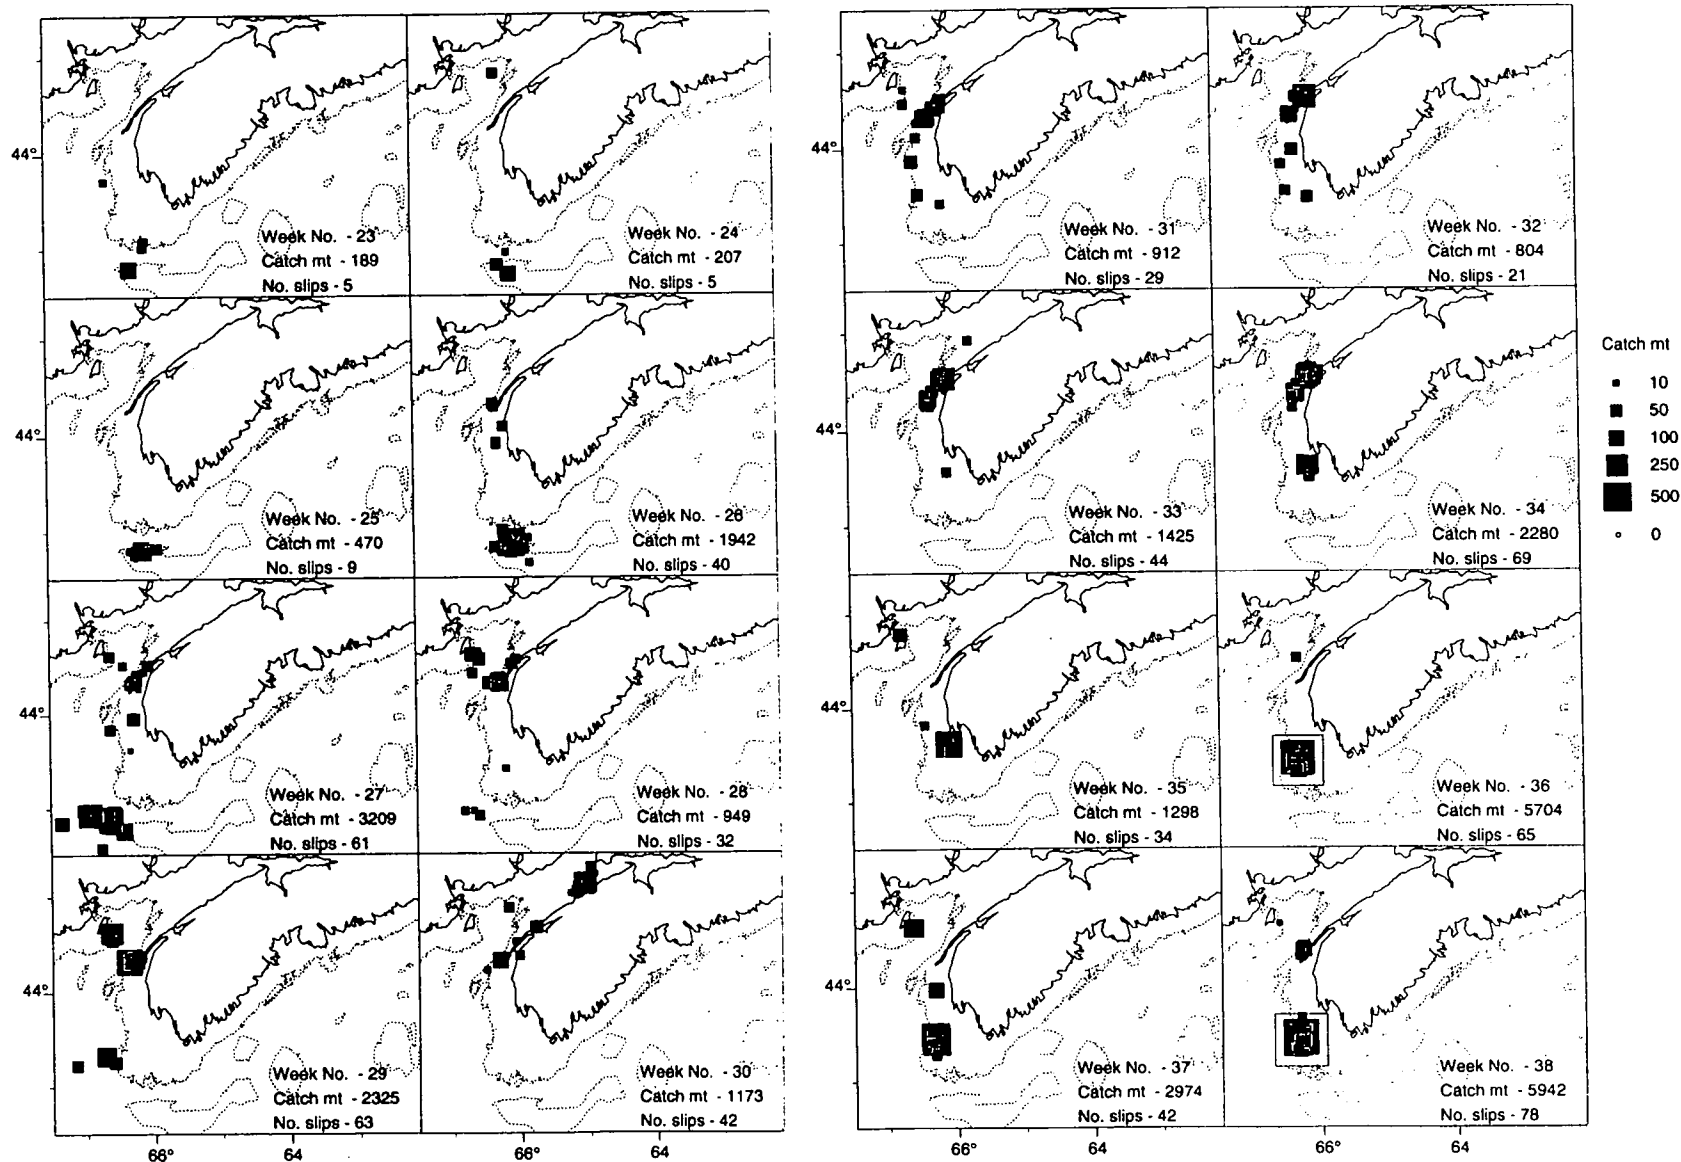 Week No. - 23
Catch mt - 189
No. slips - 5
Week No. - 24
Catch mt - 207
No. slips - 5
44°
Week No. - 25
Catch mt - 470
No. slips - 9
Week No. - 26
Catch mt - 1942
No. slips - 40
44°
Week No. - 27
Catch mt - 3209
No. slips - 61
Week No. - 28
Catch mt - 949
No. slips - 32
44°
Week No. - 29
Catch mt - 2325
No. slips - 63
Week No. - 30
Catch mt - 1173
No. slips - 42
44°
66°
64
66°
64
Week No. - 31
Catch mt - 912
No. slips - 29
Week No. - 32
Catch mt - 804
No. slips - 21
44°
Week No. - 33
Catch mt - 1425
No. slips - 44
Week No. - 34
Catch mt - 2280
No. slips - 69
44°
Week No. - 35
Catch mt - 1298
No. slips - 34
Week No. - 36
Catch mt - 5704
No. slips - 65
44°
Week No. - 37
Catch mt - 2974
No. slips - 42
Week No. - 38
Catch mt - 5942
No. slips - 78
44°
66°
64
66°
64
Catch mt
10
50
100
250
500
0